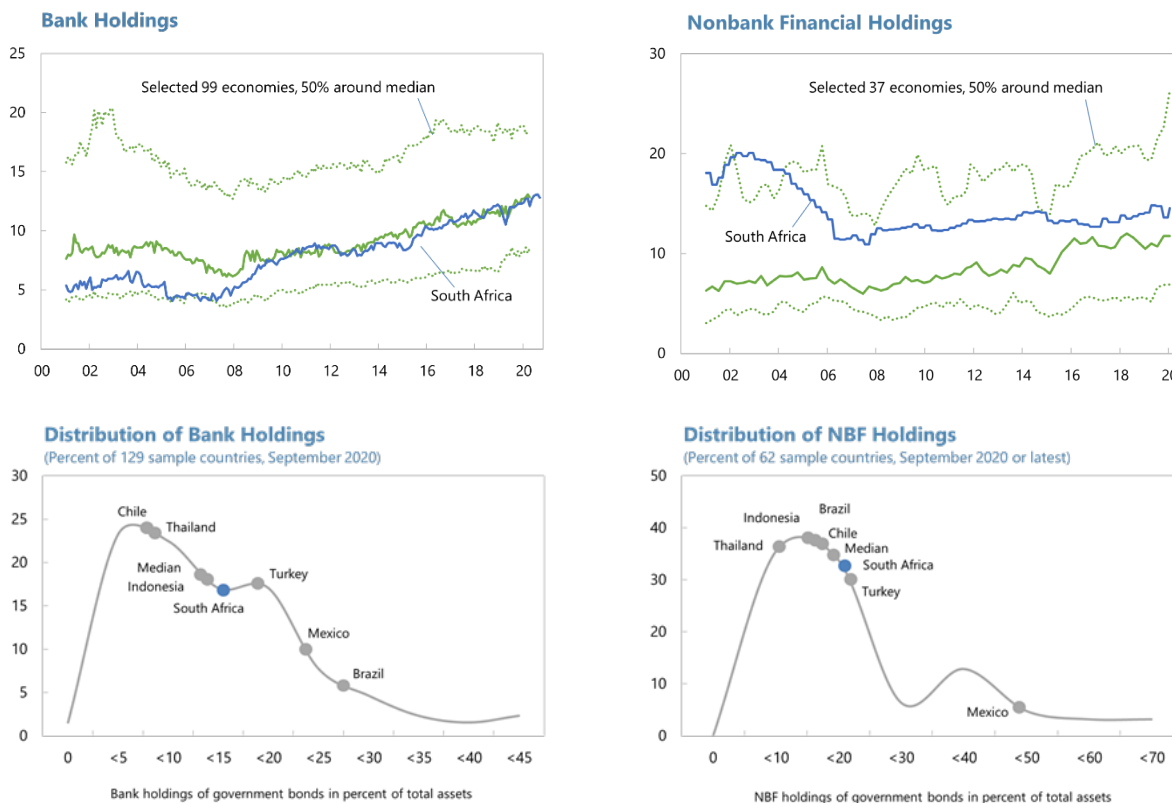 Bank Holdings
25
20
15
10
5
0
Selected 99 economies, 50% around median
South Africa
00 02 04 06 08 10 12 14 16 18 20
Nonbank Financial Holdings
30
20
10
0
Selected 37 economies, 50% around median
South Africa
00 02 04 06 08 10 12 14 16 18 20
Distribution of Bank Holdings
(Percent of 129 sample countries, September 2020)
30
25
20
15
10
5
0
Chile
Thailand
Median
Indonesia
South Africa
Turkey
Mexico
Brazil
0 <5 <10 <15 <20 <25 <30 <35 <40 <45
Bank holdings of government bonds in percent of total assets
Distribution of NBF Holdings
(Percent of 62 sample countries, September 2020 or latest)
50
40
30
20
10
0
Brazil
Indonesia
Chile
Thailand
Median
South Africa
Turkey
Mexico
0 <10 <20 <30 <40 <50 <60 <70
NBF holdings of government bonds in percent of total assets